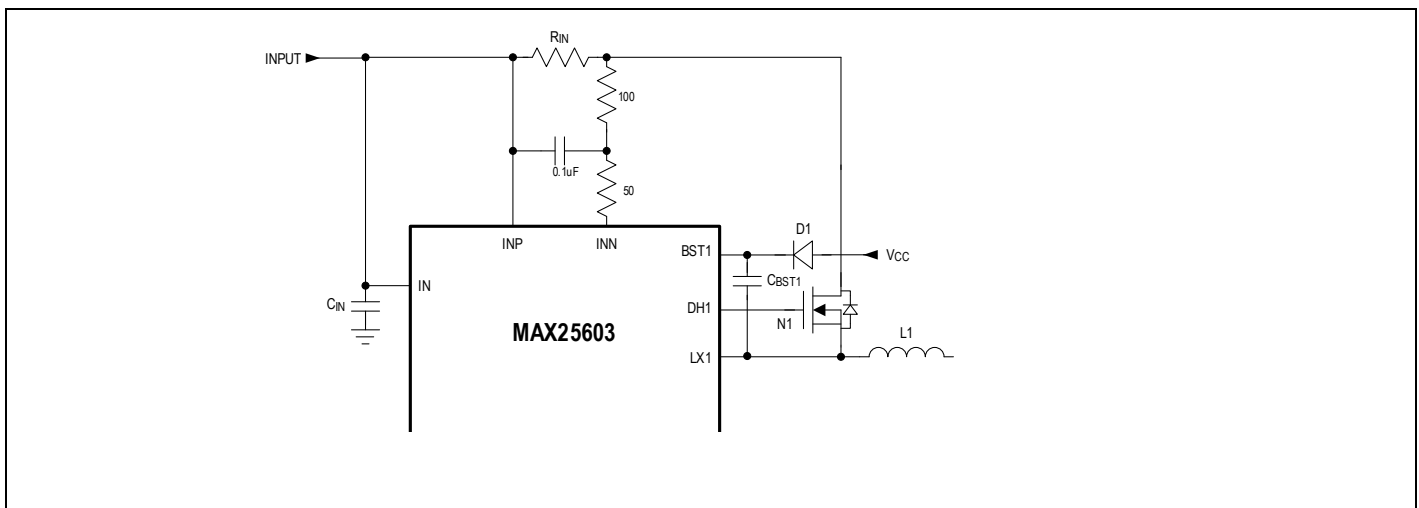 RIN
INPUT
100
0.1uF
50
INP
INN
D1
BST1
VCC
CBST1
IN
CIN
DH1
N1
MAX25603
L1
LX1